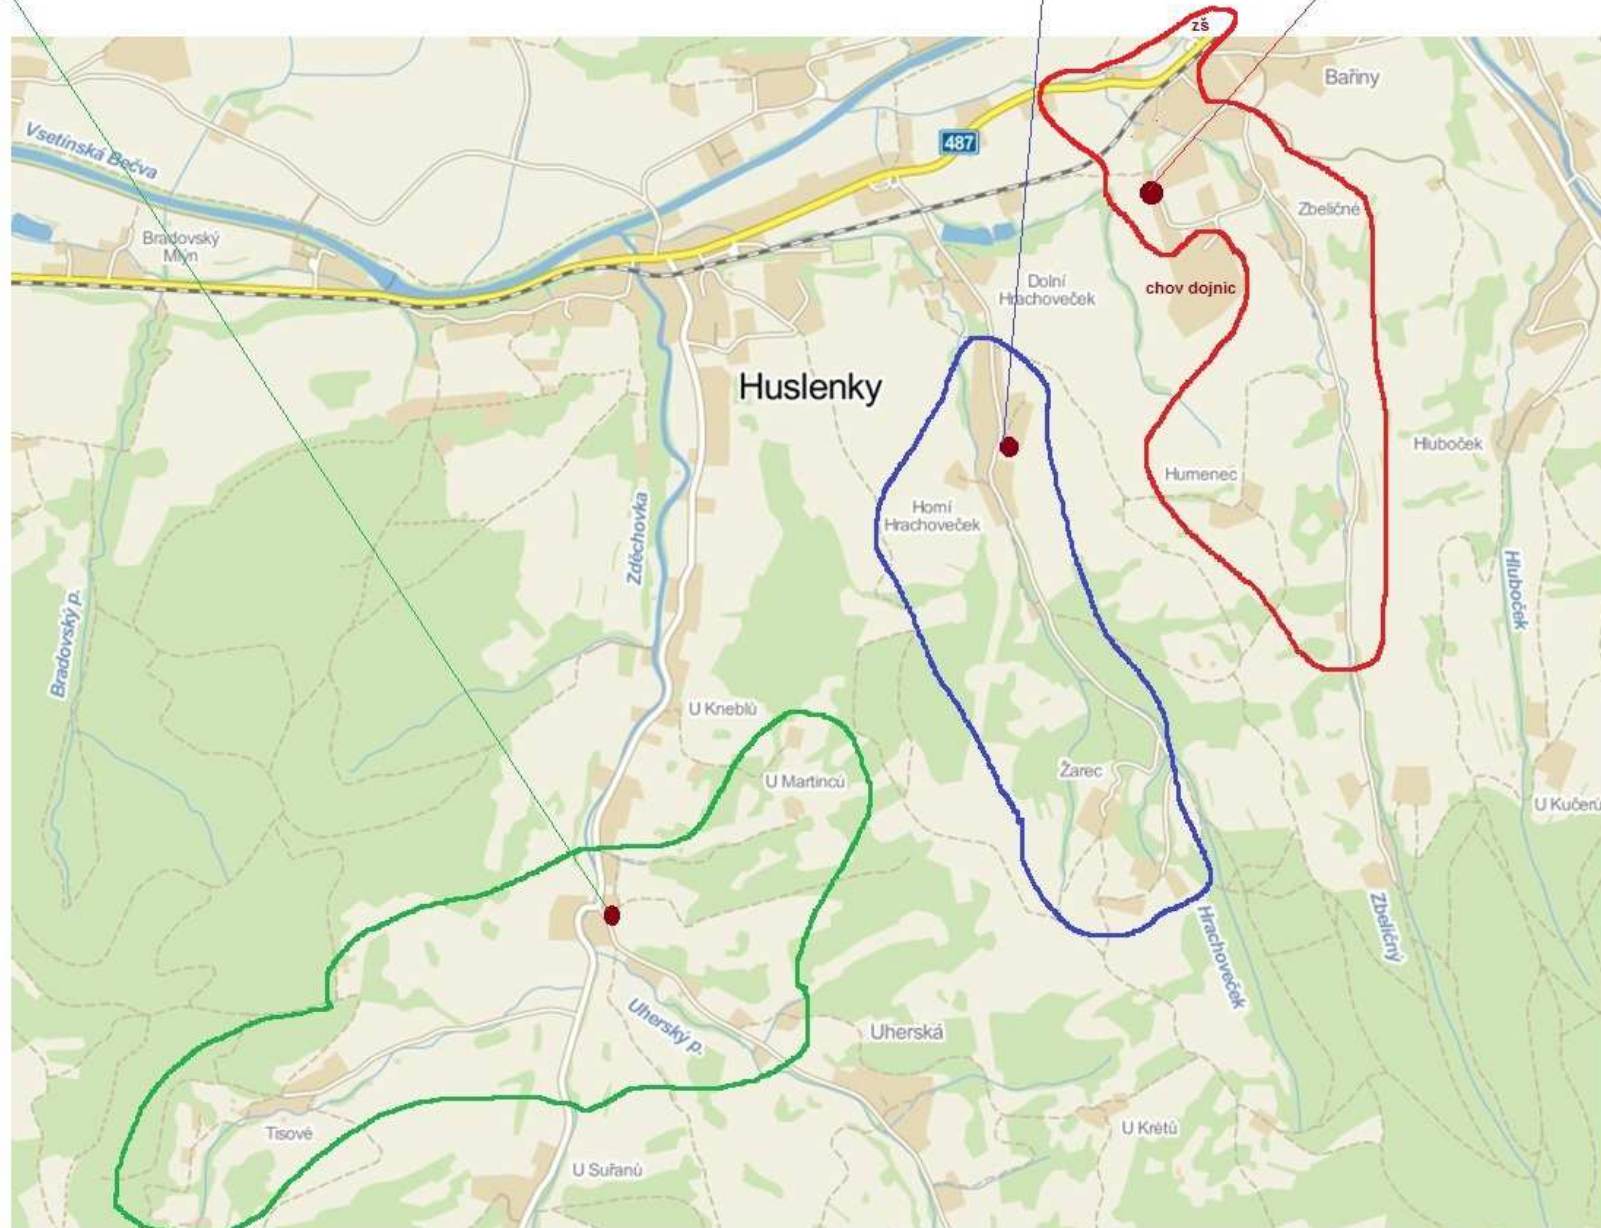 zš
Bařiny
487
Vsetínská Bečva
Zbeličné
Bradovský
Mlýn
Dolní
Hrachoveček
chov dojnic
Huslenky
Hluboček
Humenec
Horní
Hrachoveček
Zděchovka
Hluboček
Bradovský p.
U Kneblů
U Martinců
Žarec
U Kučerů
Zbeličný
Hrachoveček
Uherský p.
Uherská
Tisové
U Krétů
U Suřanů